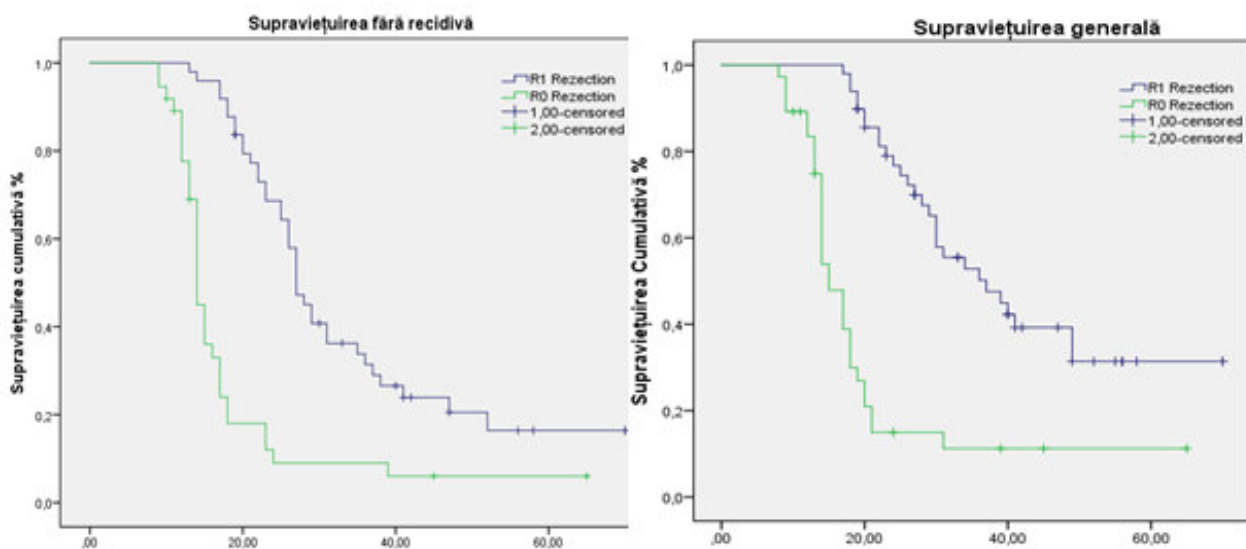 Supraviețuirea fără recidivă
Supraviețuirea cumulativă %
1,0
0,8
0,6
0,4
0,2
0,0
R1 Rezection
R0 Rezection
1,00-censored
2,00-censored
,00
20,00
40,00
60,00
Supraviețuirea generală
Supraviețuirea Cumulativă %
1,0
0,8
0,6
0,4
0,2
0,0
R1 Rezection
R0 Rezection
1,00-censored
2,00-censored
,00
20,00
40,00
60,00